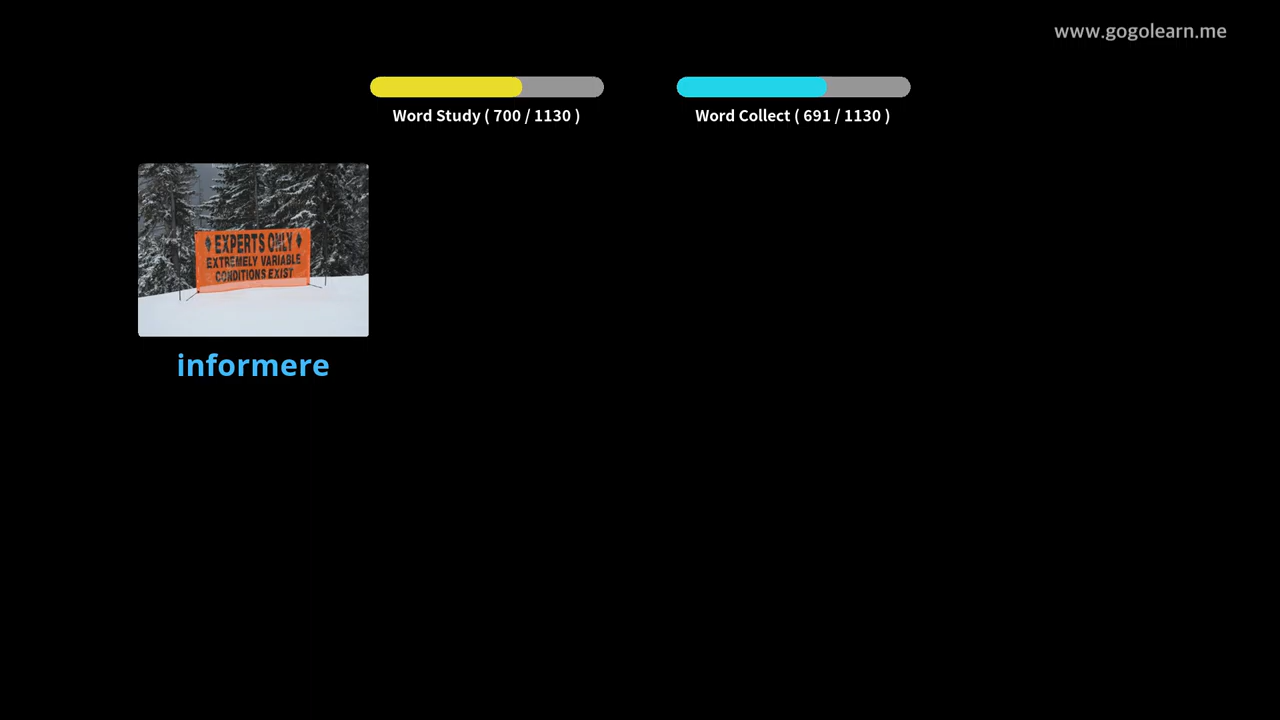 www.gogolearn.me
Word Study ( 700 / 1130 )
Word Collect ( 691 / 1130 )
EXPERTS ONLY
EXTREMELY VARIABLE
CONDITIONS EXIST
informere